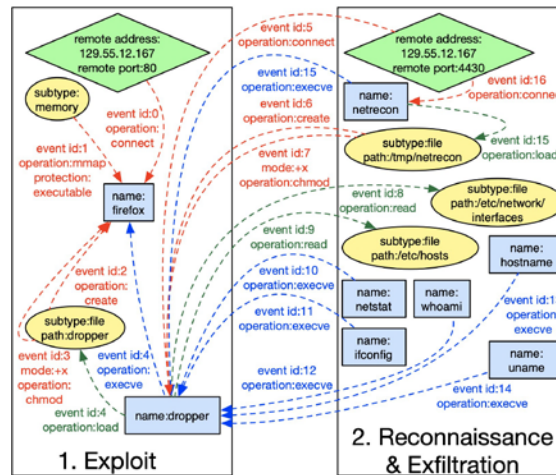 remote address:
129.55.12.167
remote port:80
subtype:
memory
event id:0
operation:
connect
event id:1
operation:mmap
protection:
executable
name:
firefox
event id:2
operation:
create
subtype:file
path:dropper
event id:3
mode:+x
operation:
chmod
event id:4
operation:
execve
event id:4
operation:load
name:dropper
1. Exploit
event id:5
operation:connect
event id:15
operation:execve
event id:6
operation:create
event id:7
mode:+x
operation:chmod
event id:8
operation:read
event id:9
operation:read
event id:10
operation:execve
event id:11
operation:execve
event id:12
operation:execve
remote address:
129.55.12.167
remote port:4430
event id:16
operation:connect
name:
netrecon
event id:15
operation:load
subtype:file
path:/tmp/netrecon
subtype:file
path:/etc/network/
interfaces
subtype:file
path:/etc/hosts
name:
hostname
name:
netstat
name:
whoami
operation:
execve
name:
ifconfig
name:
uname
event id:14
operation:execve
2. Reconnaissance
& Exfiltration